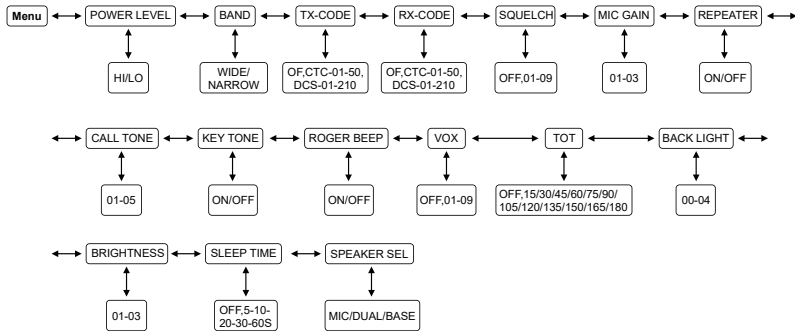 Menu POWER LEVEL BAND TX-CODE RX-CODE SQUELCH MIC GAIN REPEATER
HI/LO
WIDE/
NARROW
OF,CTC-01-50,
DCS-01-210
OF,CTC-01-50,
DCS-01-210
OFF,01-09
01-03
ON/OFF
CALL TONE KEY TONE ROGER BEEP VOX TOT BACK LIGHT
01-05
ON/OFF
ON/OFF
OFF,01-09
OFF,15/30/45/60/75/90/
105/120/135/150/165/180
00-04
BRIGHTNESS SLEEP TIME SPEAKER SEL
01-03
OFF,5-10-
20-30-60S
MIC/DUAL/BASE